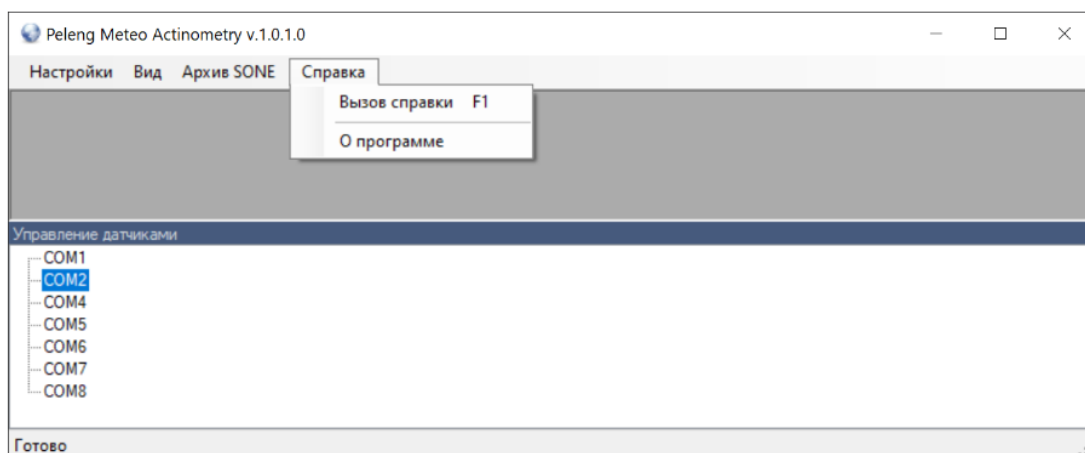 Peleng Meteo Actinometry v.1.0.1.0
Настройки Вид Архив SONE Справка
Вызов справки F1
О программе
Управление датчиками
COM1
COM2
COM4
COM5
COM6
COM7
COM8
Готово